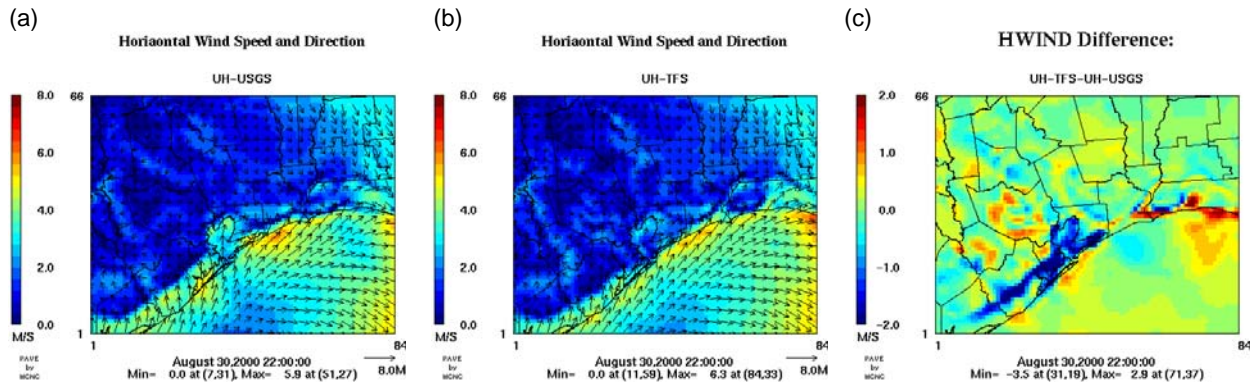 (a)
Horiaontal Wind Speed and Direction
UH-USGS
8.0
6.0
4.0
2.0
0.0
M/S
PAVE
by
MCNC
66
1
1
84
August 30,2000 22:00:00
Min= 0.0 at (7,31), Max= 5.9 at (51,27)
8.0M
(b)
Horiaontal Wind Speed and Direction
UH-TFS
8.0
6.0
4.0
2.0
0.0
M/S
PAVE
by
MCNC
66
1
1
84
August 30,2000 22:00:00
Min= 0.0 at (11,59), Max= 6.3 at (84,33)
8.0M
(c)
HWIND Difference:
UH-TFS-UH-USGS
2.0
1.0
0.0
-1.0
-2.0
M/S
PAVE
by
MCNC
66
1
1
84
August 30,2000 22:00:00
Min= -3.5 at (31,19), Max= 2.9 at (71,37)